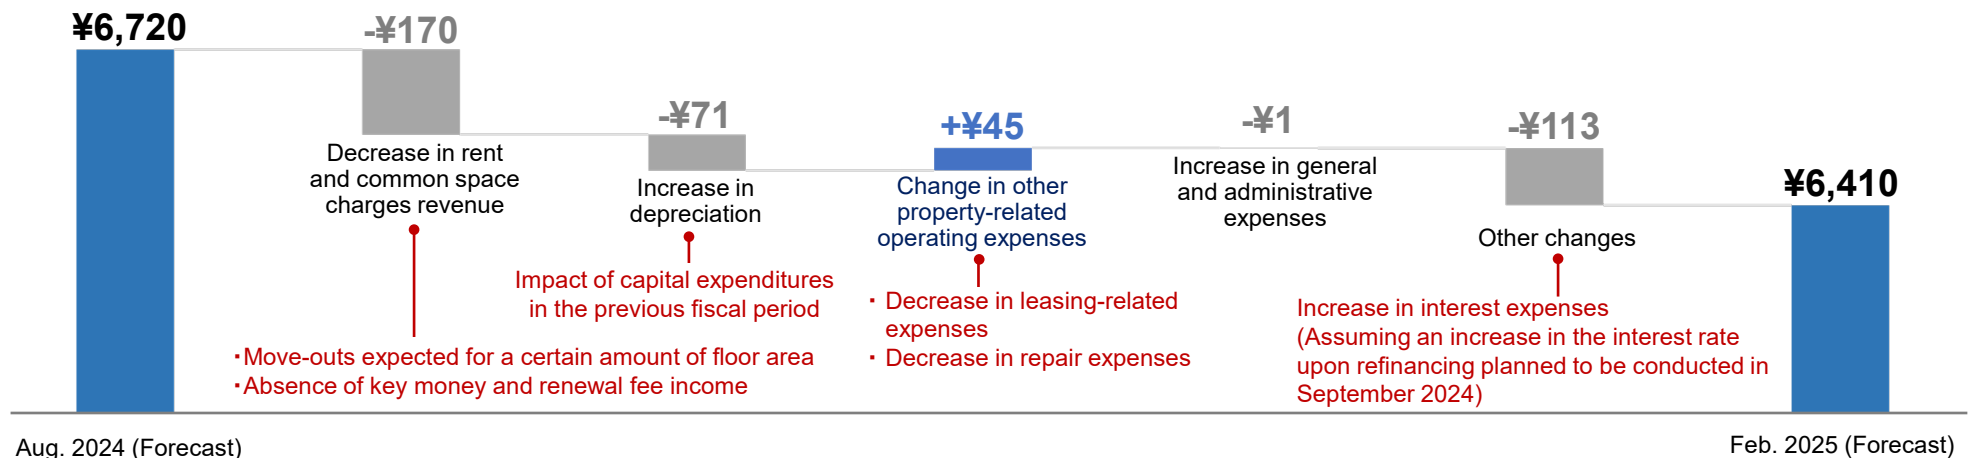 ¥6,720
-¥170
Decrease in rent
and common space
charges revenue
・Move-outs expected for a certain amount of floor area
・Absence of key money and renewal fee income
-¥71
Increase in
depreciation
Impact of capital expenditures
in the previous fiscal period
+¥45
Change in other
property-related
operating expenses
・ Decrease in leasing-related
expenses
・ Decrease in repair expenses
-¥1
Increase in general
and administrative
expenses
-¥113
Other changes
Increase in interest expenses
(Assuming an increase in the interest rate
upon refinancing planned to be conducted in
September 2024)
¥6,410
Aug. 2024 (Forecast)
Feb. 2025 (Forecast)